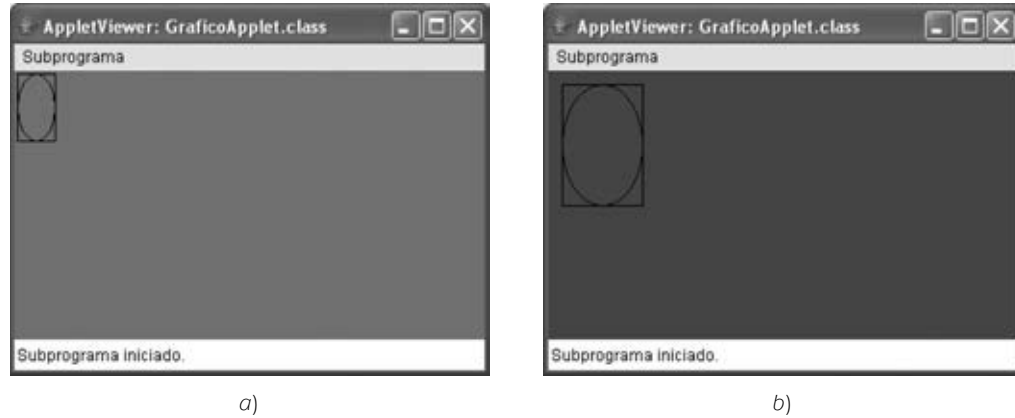 AppletViewer: GraficoApplet.class
Subprograma
Subprograma iniciado.
a)
AppletViewer: GraficoApplet.class
Subprograma
Subprograma iniciado.
b)